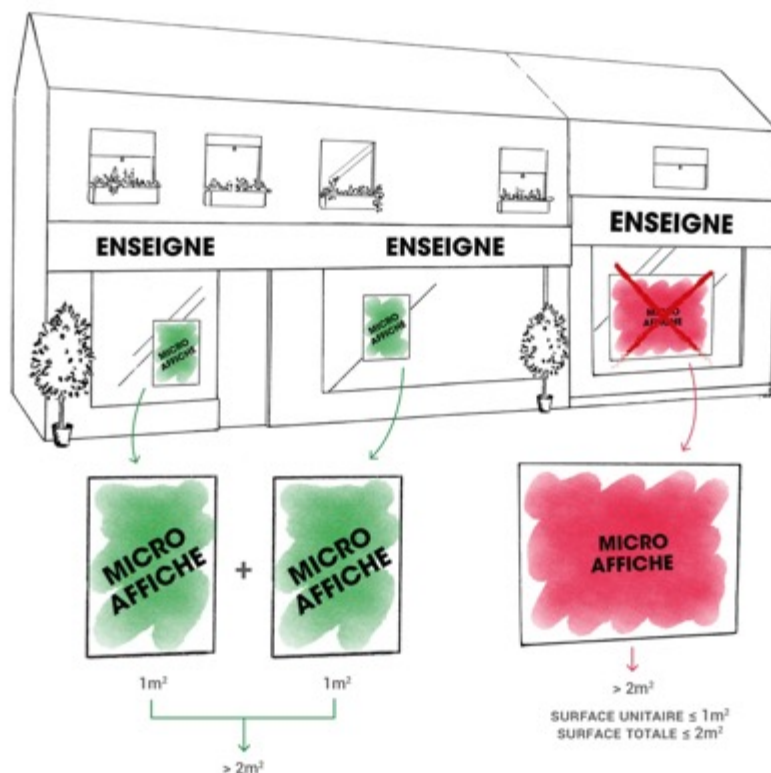 ENSEIGNE
ENSEIGNE
ENSEIGNE
MICRO
AFFICHE
MICRO
AFFICHE
MICRO
AFFICHE
MICRO
AFFICHE
+
MICRO
AFFICHE
MICRO
AFFICHE
1m²
1m²
> 2m²
> 2m²
SURFACE UNITAIRE ≤ 1m²
SURFACE TOTALE ≤ 2m²